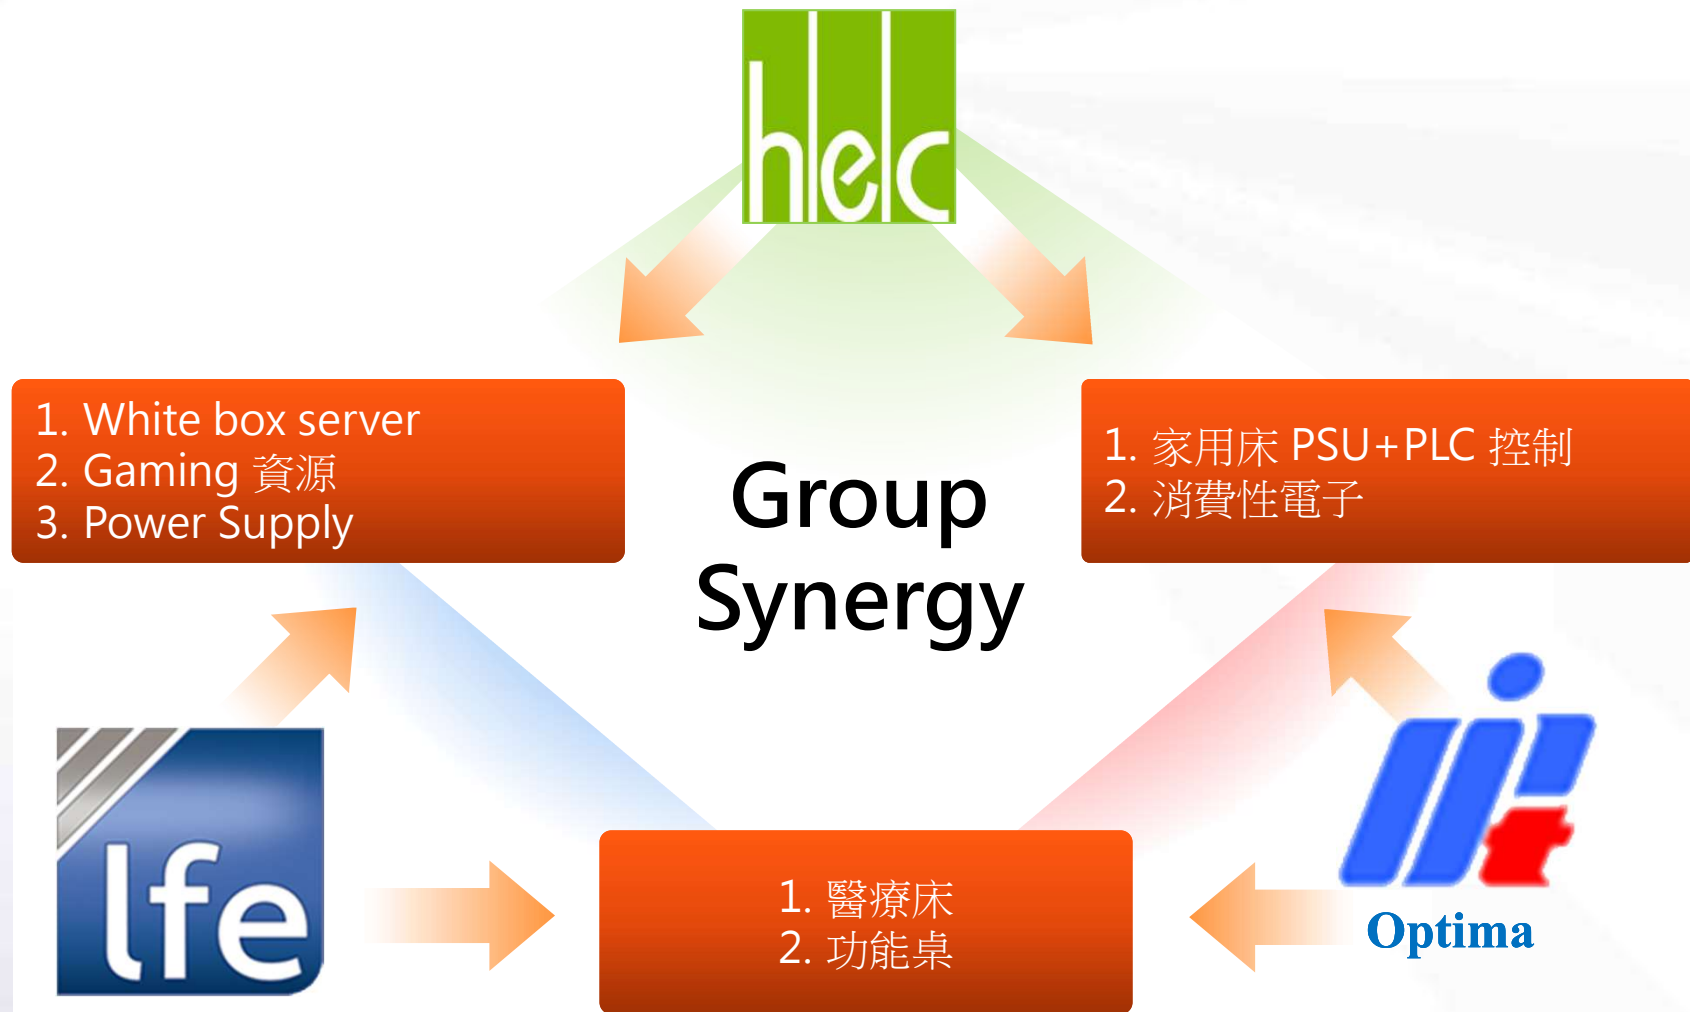 hlelc
1. White box server
2. Gaming 資源
3. Power Supply
Group
Synergy
1. 家用床 PSU+PLC 控制
2. 消費性電子
lfe
1. 醫療床
2. 功能桌
Optima